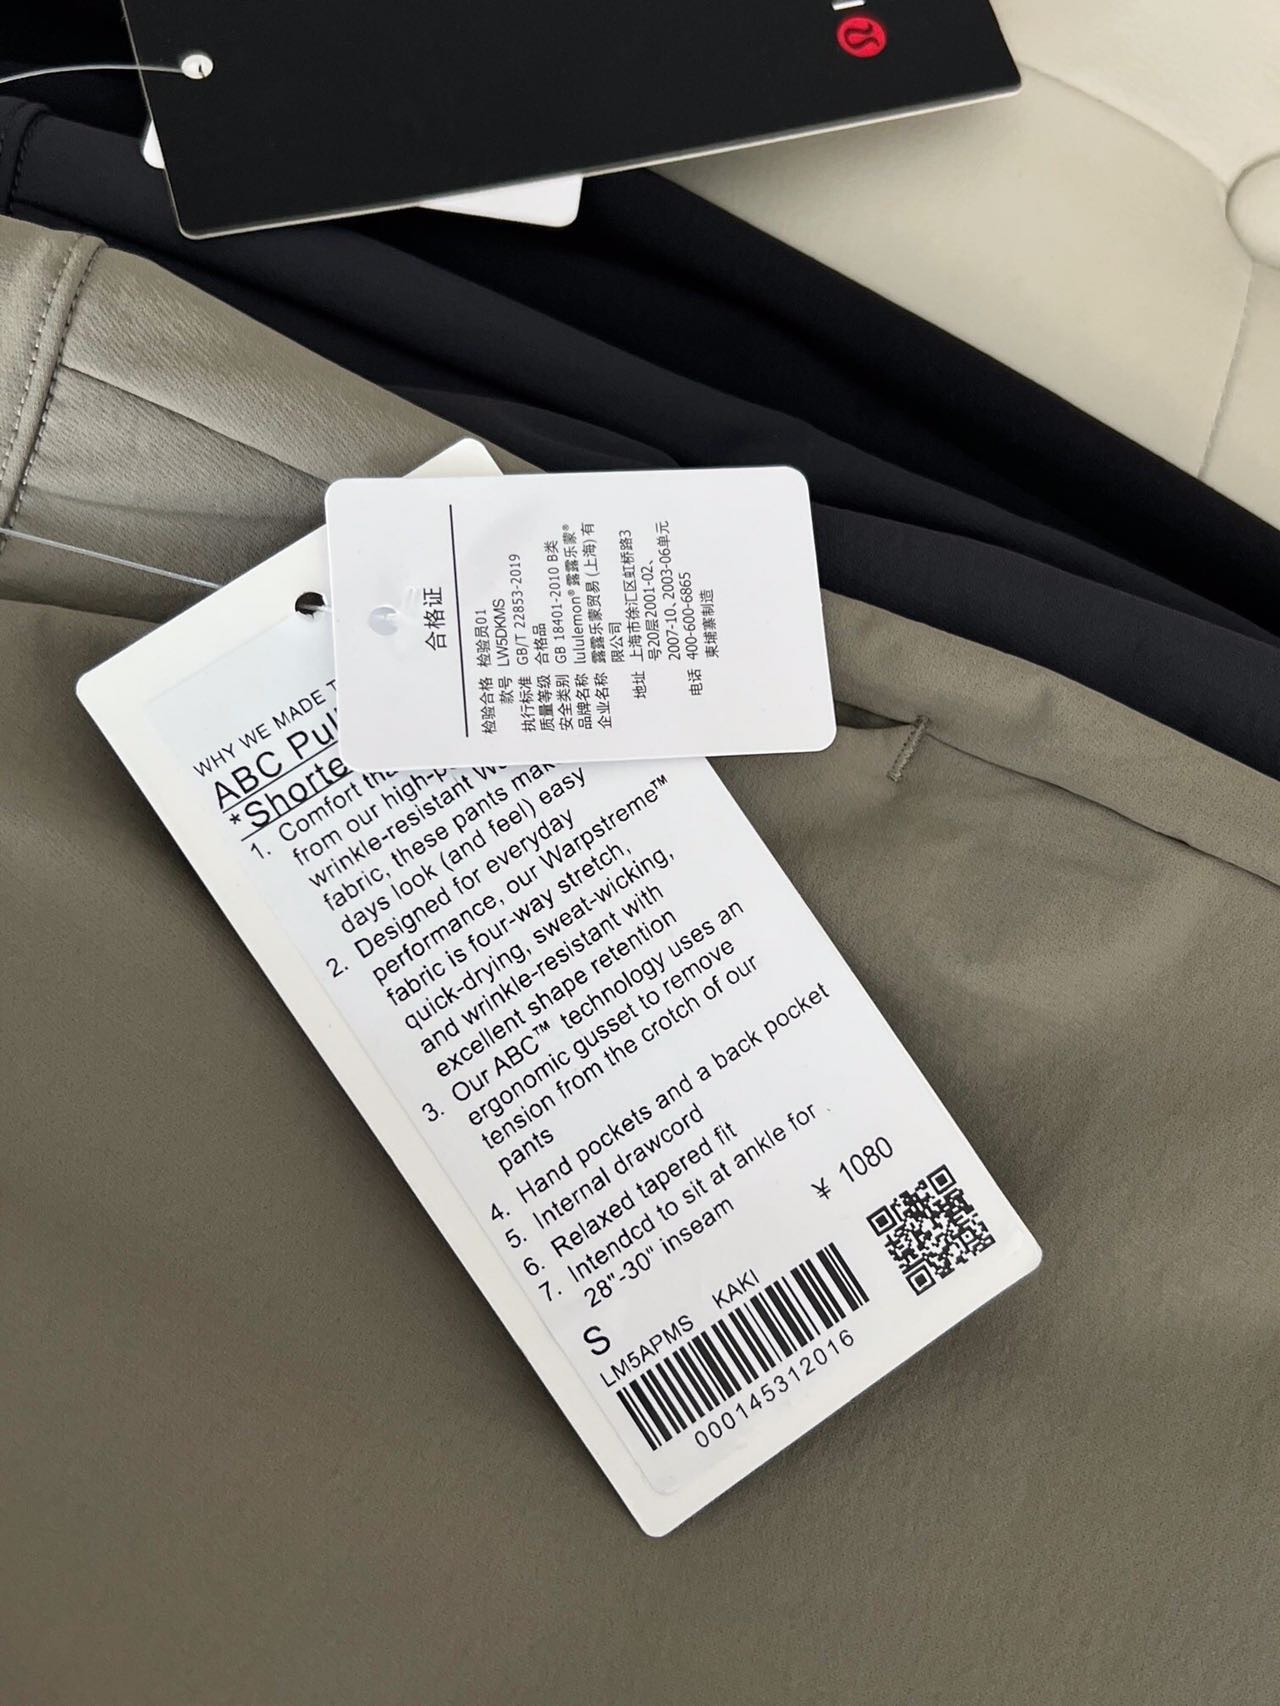 合格证
检验合格 检验员01
款号 LW5DKMS
执行标准 GB/T 22853-2019
质量等级 合格品
安全类别 GB 18401-2010 B类
品牌名称 lululemon®露露乐蒙®
企业名称 露露乐蒙贸易(上海)有
限公司
地址 上海市徐汇区虹桥路3
号20层2001-02、
2007-10、2003-06单元
电话 400-600-6865
柬埔寨制造
WHY WE MADE
ABC
*Shorte
1. Comfort
from our
wrinkle-resistant
fabric, these pants
days look (and feel) easy
2. Designed for everyday
performance, our Warpstreme™
fabric is four-way stretch,
quick-drying, sweat-wicking,
and wrinkle-resistant with
excellent shape retention
3. Our ABC™ technology uses an
ergonomic gusset to remove
tension from the crotch of our
pants
4. Hand pockets and a back pocket
5. Internal drawcord
6. Relaxed tapered fit
7. Intendcd to sit at ankle for
28"-30" inseam
¥ 1080
S
LM5APMS KAKI
000145312016